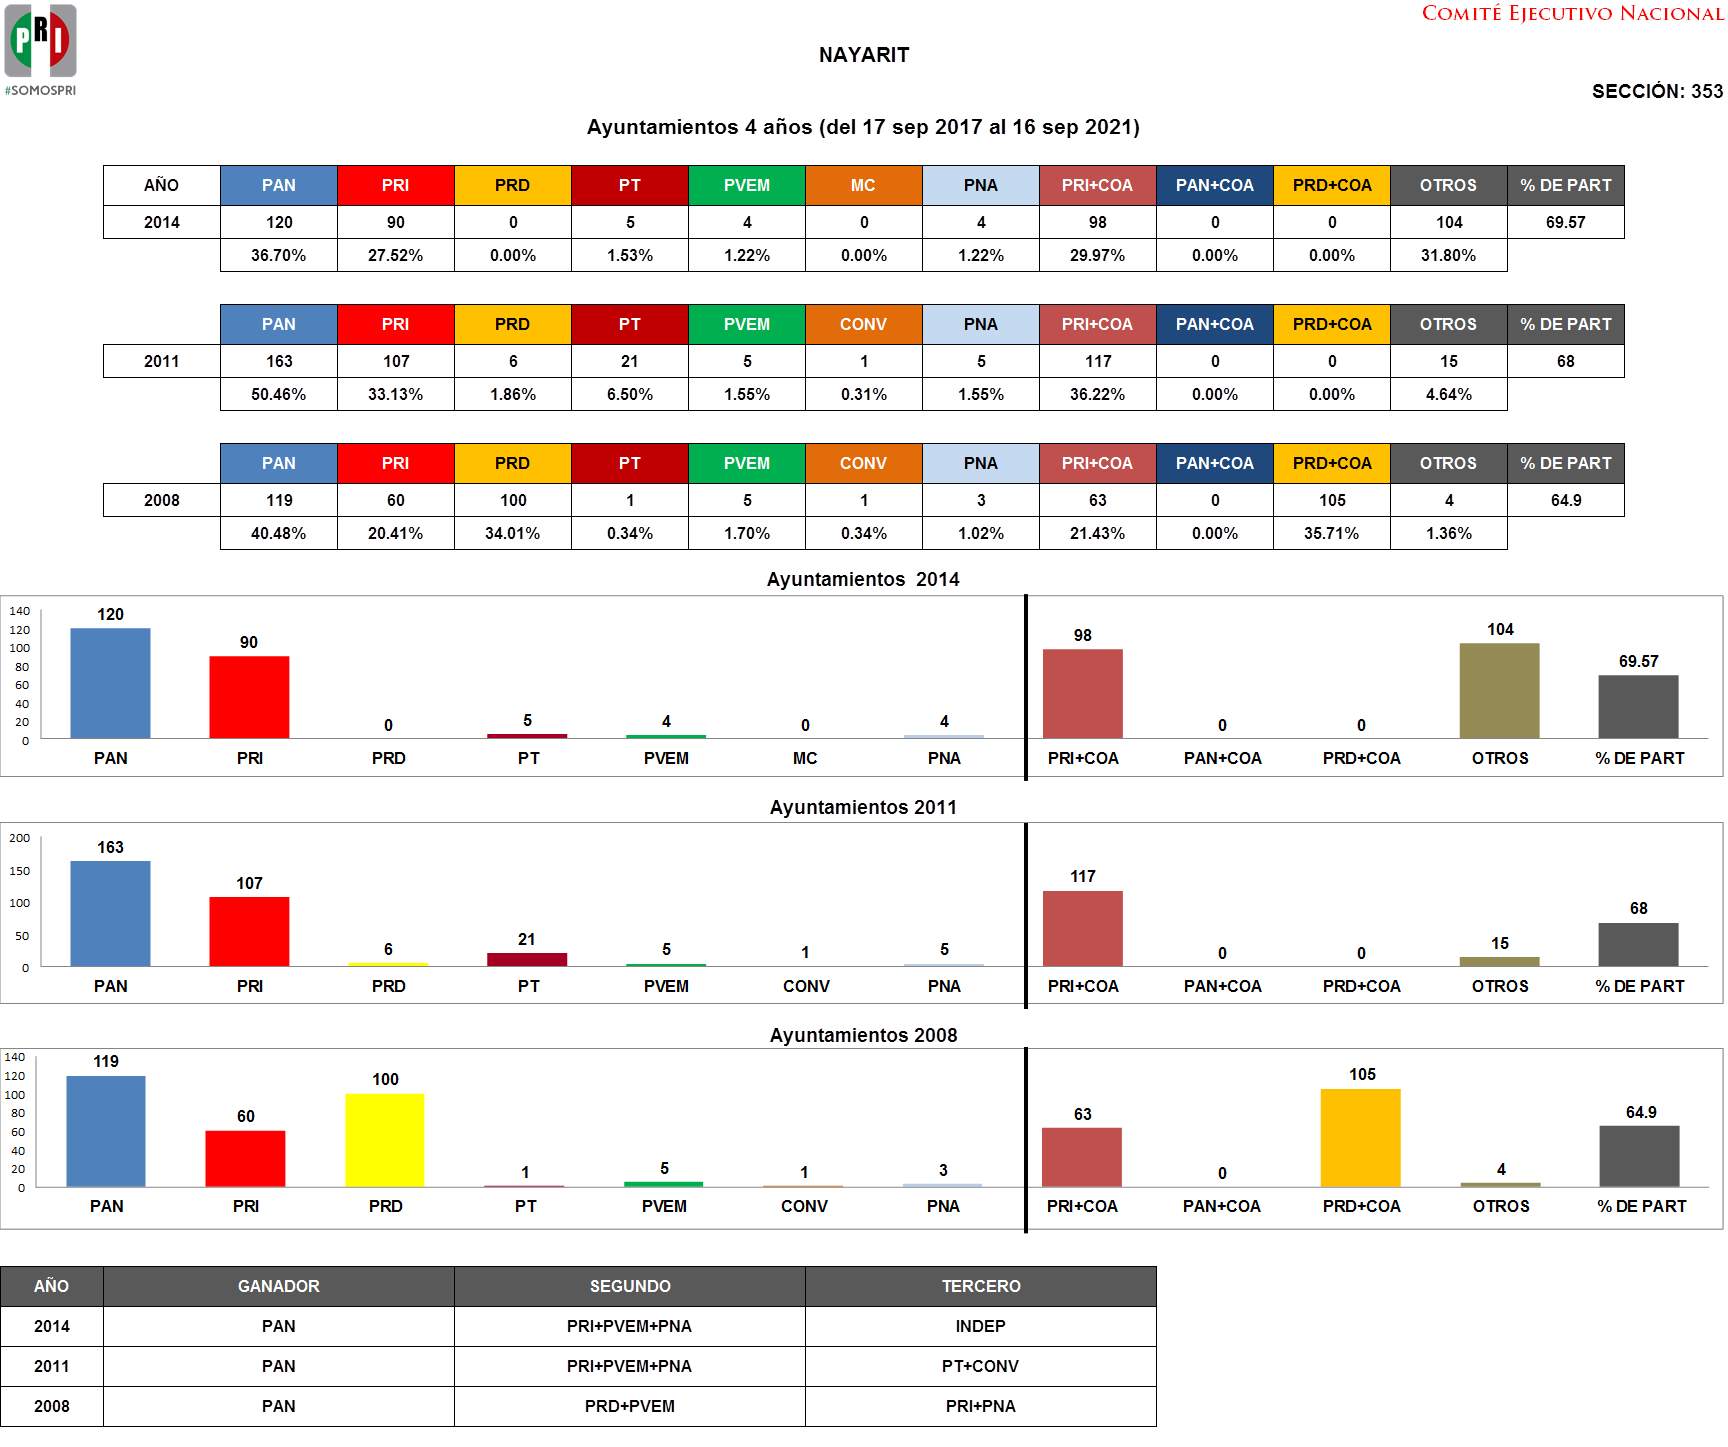 COMITÉ EJECUTIVO NACIONAL
PRI
#SOMOSPRI
NAYARIT
SECCIÓN: 353
Ayuntamientos 4 años (del 17 sep 2017 al 16 sep 2021)
AÑO PAN PRI PRD PT PVEM MC PNA PRI+COA PAN+COA PRD+COA OTROS % DE PART
2014 120 90 0 5 4 0 4 98 0 0 104 69.57
36.70% 27.52% 0.00% 1.53% 1.22% 0.00% 1.22% 29.97% 0.00% 0.00% 31.80%
PAN PRI PRD PT PVEM CONV PNA PRI+COA PAN+COA PRD+COA OTROS % DE PART
2011 163 107 6 21 5 1 5 117 0 0 15 68
50.46% 33.13% 1.86% 6.50% 1.55% 0.31% 1.55% 36.22% 0.00% 0.00% 4.64%
PAN PRI PRD PT PVEM CONV PNA PRI+COA PAN+COA PRD+COA OTROS % DE PART
2008 119 60 100 1 5 1 3 63 0 105 4 64.9
40.48% 20.41% 34.01% 0.34% 1.70% 0.34% 1.02% 21.43% 0.00% 35.71% 1.36%
Ayuntamientos 2014
140
120
100
80
60
40
20
0
120 90 0 5 4 0 4 98 0 0 104 69.57
PAN PRI PRD PT PVEM MC PNA PRI+COA PAN+COA PRD+COA OTROS % DE PART
Ayuntamientos 2011
200
150
100
50
0
163 107 6 21 5 1 5 117 0 0 15 68
PAN PRI PRD PT PVEM CONV PNA PRI+COA PAN+COA PRD+COA OTROS % DE PART
Ayuntamientos 2008
140
120
100
80
60
40
20
0
119 60 100 1 5 1 3 63 0 105 4 64.9
PAN PRI PRD PT PVEM CONV PNA PRI+COA PAN+COA PRD+COA OTROS % DE PART
AÑO GANADOR SEGUNDO TERCERO
2014 PAN PRI+PVEM+PNA INDEP
2011 PAN PRI+PVEM+PNA PT+CONV
2008 PAN PRD+PVEM PRI+PNA